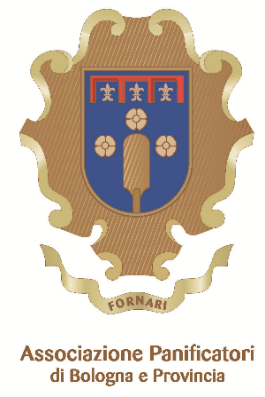 FORNARI
Associazione Panificatori
di Bologna e Provincia